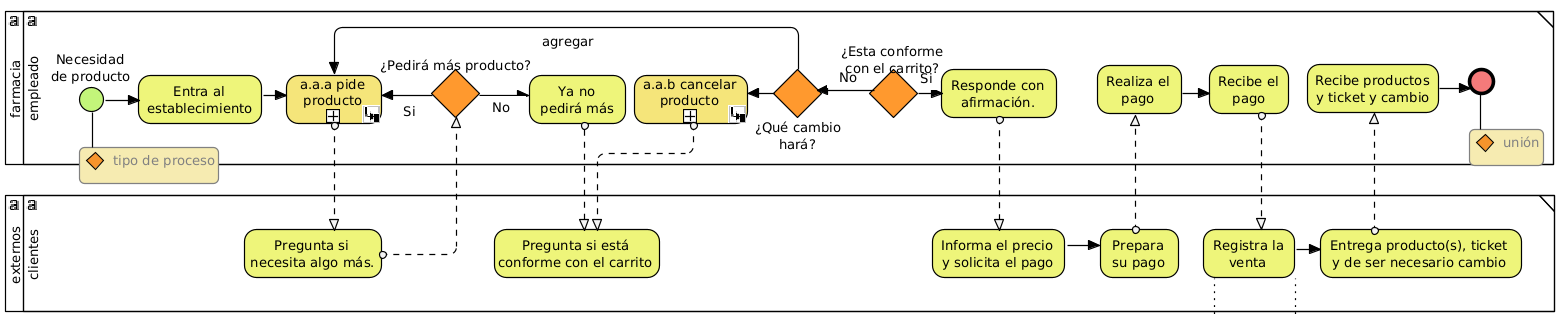 a a
farmacia
empleado
Necesidad
de producto
Entra al
establecimiento
a.a.a pide
producto
¿Pedirá más producto?
Si
No
agregar
Ya no
pedirá más
a.a.b cancelar
producto
¿Qué cambio
hará?
¿Esta conforme
con el carrito?
No
Si
Responde con
afirmación.
Realiza el
pago
Recibe el
pago
Recibe productos
y ticket y cambio
tipo de proceso
unión
a a
externos
clientes
Pregunta si
necesita algo más.
Pregunta si está
conforme con el carrito
Informa el precio
y solicita el pago
Prepara
su pago
Registra la
venta
Entrega producto(s), ticket
y de ser necesario cambio